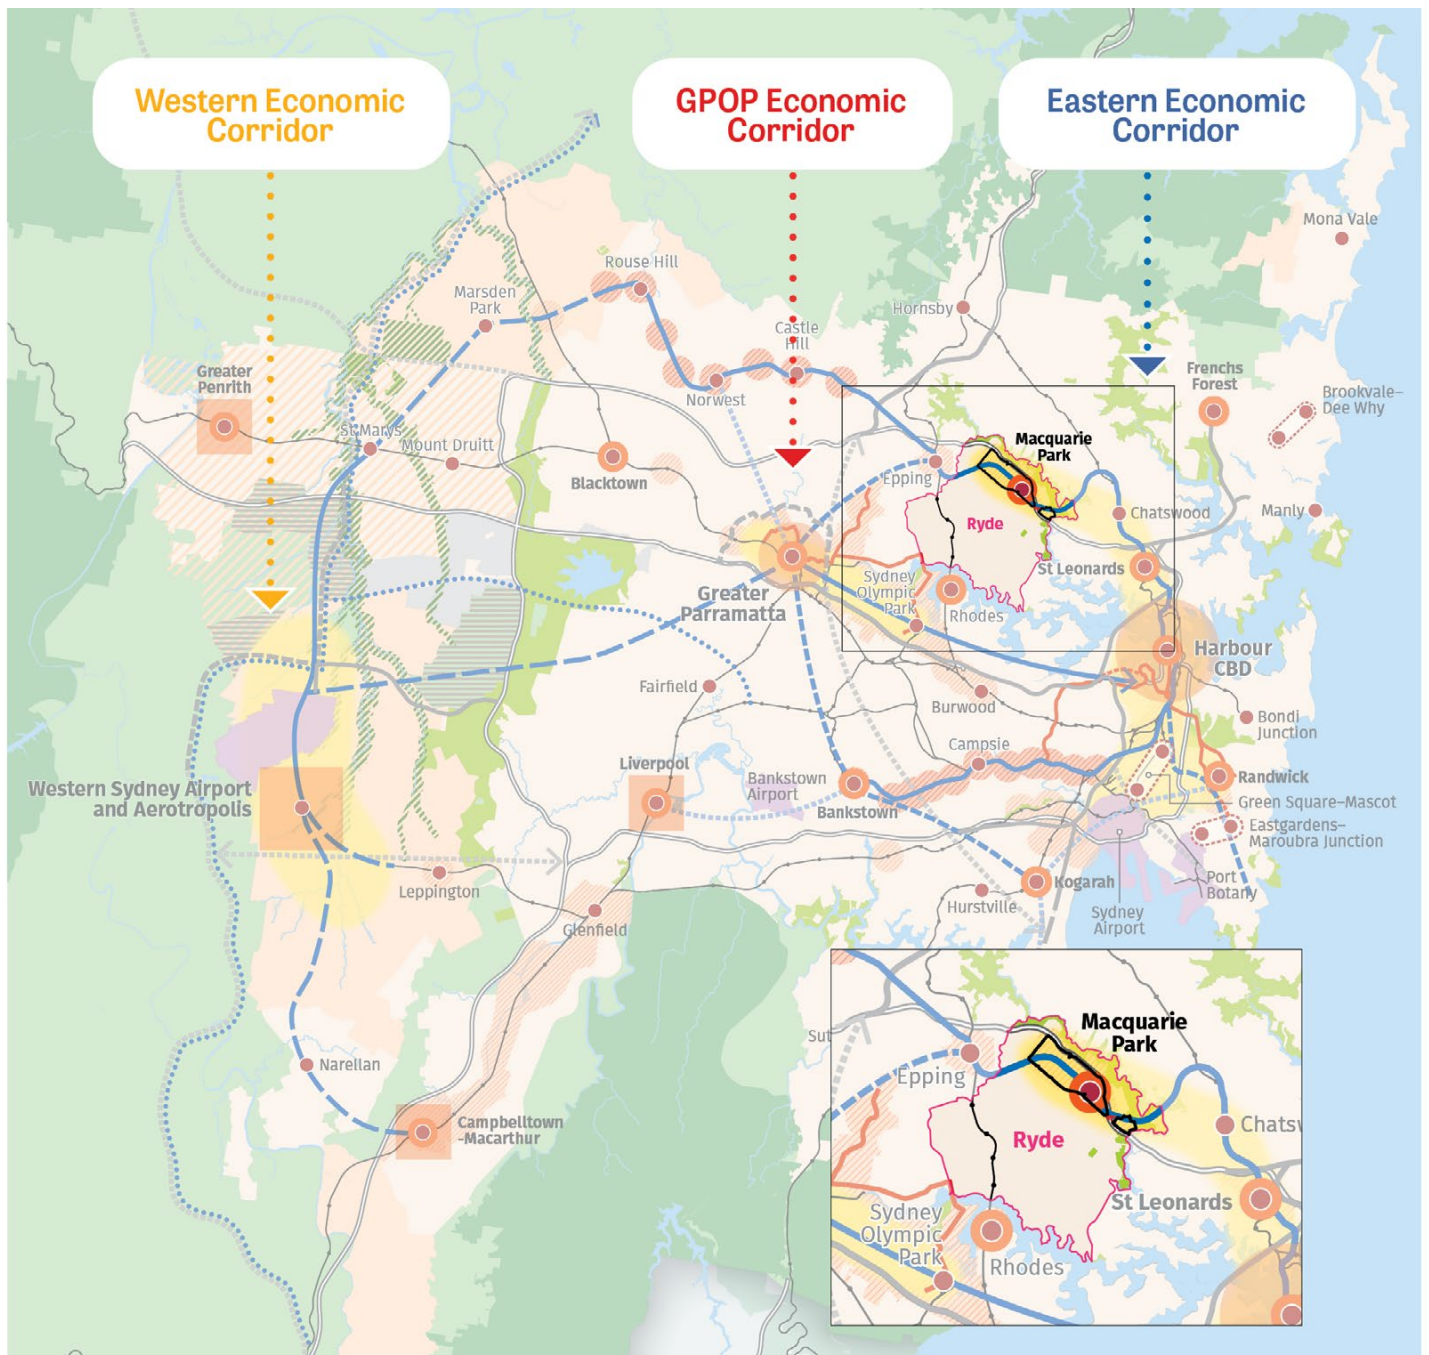 Western Economic
Corridor
GPOP Economic
Corridor
Eastern Economic
Corridor
Mona Vale
Rouse Hill
Marsden
Park
Hornsby
Castle
Hill
Greater
Penrith
Frenchs
Forest
Norwest
Brookvale–
Dee Why
St Marys
Mount Druitt
Macquarie
Park
Blacktown
Epping
Chatswood
Manly
Ryde
St Leonards
Sydney
Olympic
Park
Greater
Parramatta
Rhodes
Harbour
CBD
Fairfield
Burwood
Bondi
Junction
Campsie
Liverpool
Bankstown
Airport
Randwick
Western Sydney Airport
and Aerotropolis
Bankstown
Green Square–Mascot
Eastgardens–
Maroubra Junction
Leppington
Kogarah
Port
Botany
Hurstville
Sydney
Airport
Glenfield
Narellan
Campbelltown
-Macarthur
Sut
Macquarie
Park
Epping
Chatsw
Ryde
St Leonards
Sydney
Olympic
Park
Rhodes